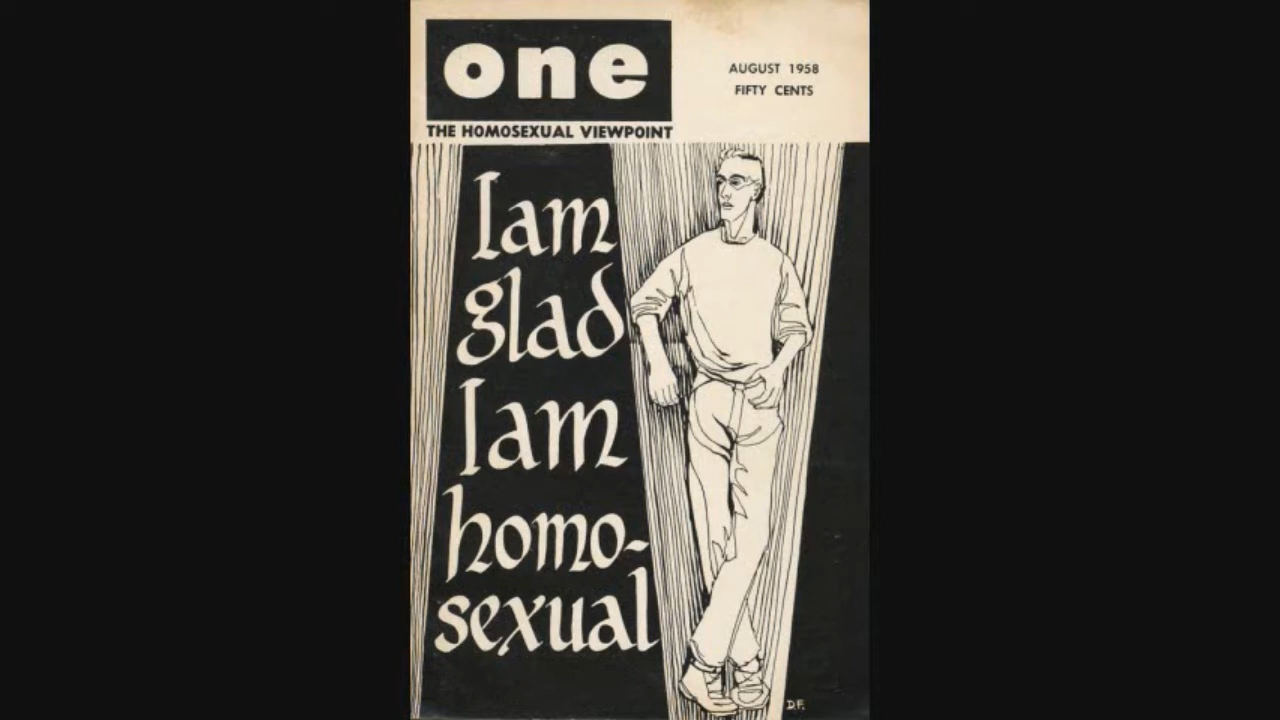 one
AUGUST 1958
FIFTY CENTS
THE HOMOSEXUAL VIEWPOINT
I am
glad
I am
homo-
sexual
D.F.